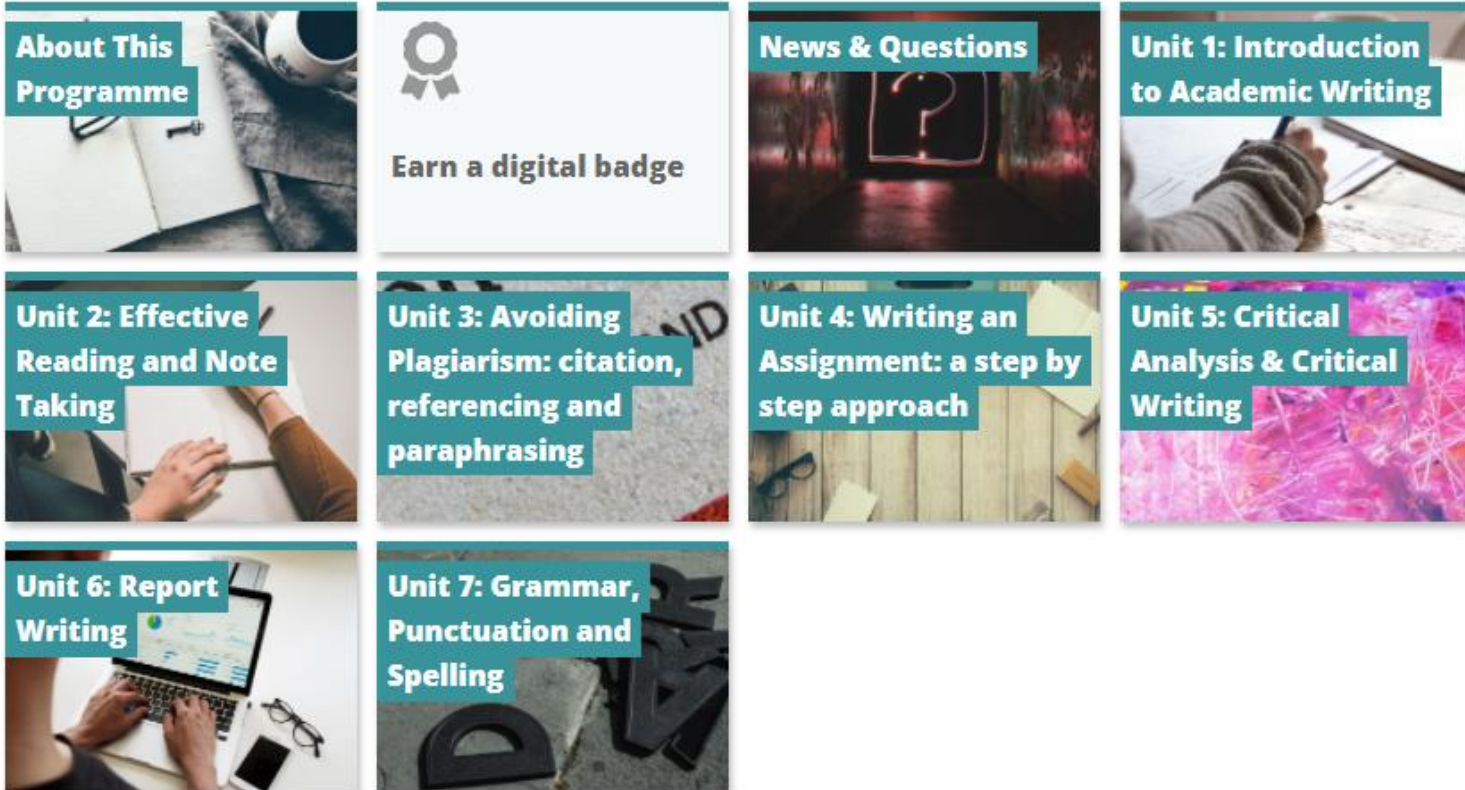 About This
Programme
Earn a digital badge
News & Questions
Unit 1: Introduction
to Academic Writing
Unit 2: Effective
Reading and Note
Taking
Unit 3: Avoiding
Plagiarism: citation,
referencing and
paraphrasing
Unit 4: Writing an
Assignment: a step by
step approach
Unit 5: Critical
Analysis & Critical
Writing
Unit 6: Report
Writing
Unit 7: Grammar,
Punctuation and
Spelling